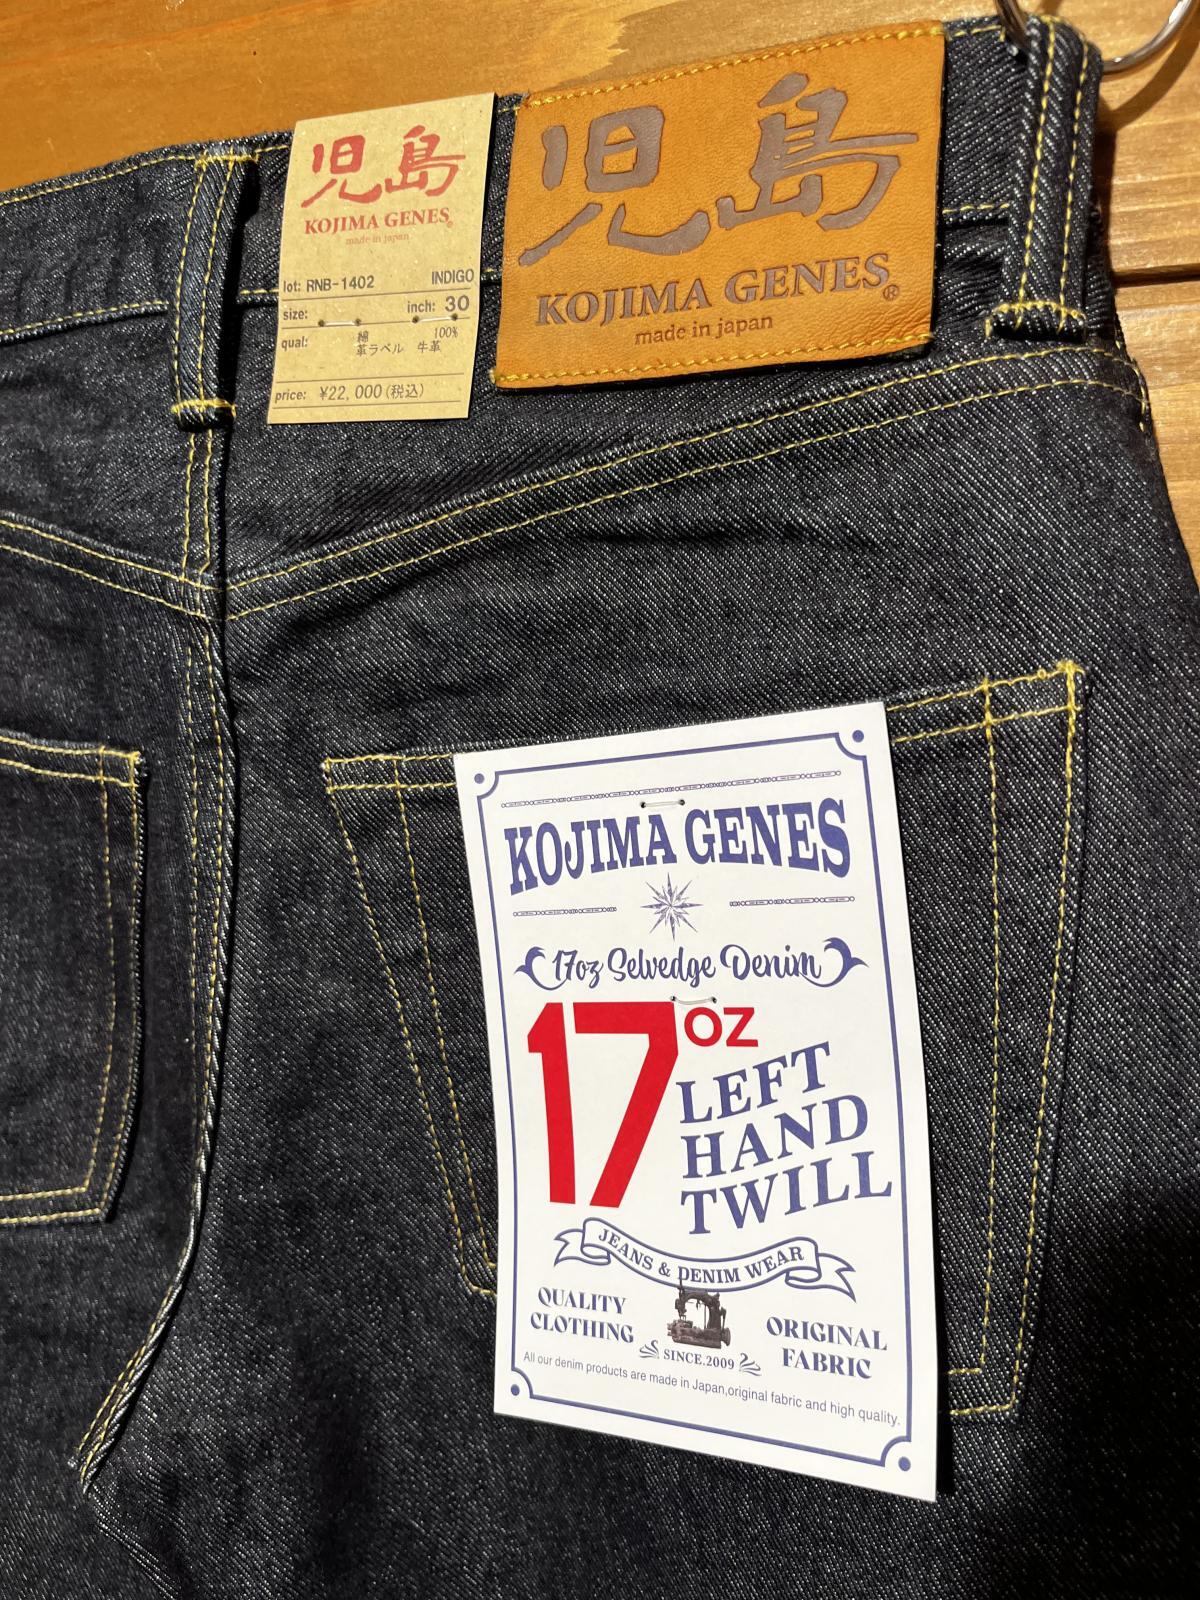 児島
KOJIMA GENES®
made in japan
lot: RNB-1402 INDIGO
size: inch: 30
qual: 綿 100%
革ラベル 牛革
price: ¥22,000(税込)
児島
KOJIMA GENES®
made in japan
KOJIMA GENES
17oz Selvedge Denim
17OZ
LEFT
HAND
TWILL
JEANS & DENIM WEAR
QUALITY
CLOTHING
SINCE.2009
ORIGINAL
FABRIC
All our denim products are made in Japan,original fabric and high quality.